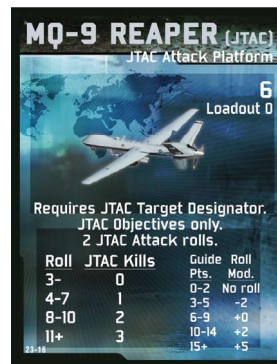 MQ-9 REAPER (JTAC)
JTAC Attack Platform
6
Loadout 0
Requires JTAC Target Designator.
JTAC Objectives only.
2 JTAC Attack rolls.
Roll JTAC Kills
3- 0
4-7 1
8-10 2
11+ 3
Guide Roll
Pts. Mod.
0-2 No roll
3-5 -2
6-9 +0
10-14 +2
15+ +5
23-16